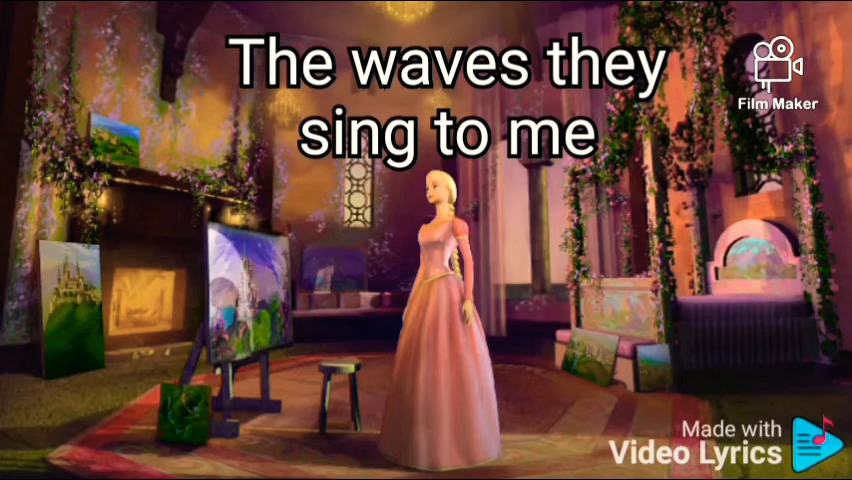 The waves they
sing to me
Film Maker
Made with
Video Lyrics